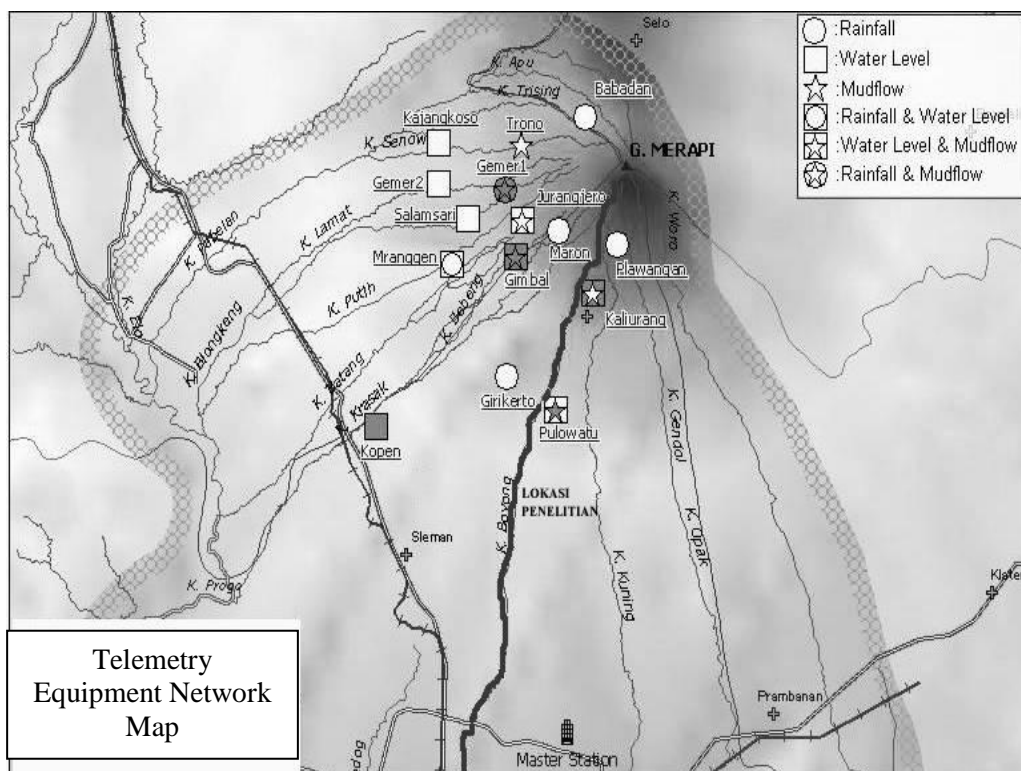 Selo
:Rainfall
:Water Level
:Mudflow
:Rainfall & Water Level
:Water Level & Mudflow
:Rainfall & Mudflow
K. Apu
K. Trising
Babadan
Kajangkoso
Trono
K. Senowo
G. MERAPI
Gemer2
Gemer1
Jurangjero
K. Woro
Salamsari
K. Lamat
K. Pabelan
Maron
Plawangan
Mranggen
Gimbal
K. Putih
K. Bebeng
Kaliurang
K. Elo
K. Blongkeng
K. Batang
Krasak
Girikerto
Pulowatu
K. Gendol
Kopen
LOKASI
PENELITIAN
K. Boyong
K. Opak
Sleman
K. Kuning
K. Progo
Klate
Telemetry
Equipment Network
Map
Prambanan
Master Station